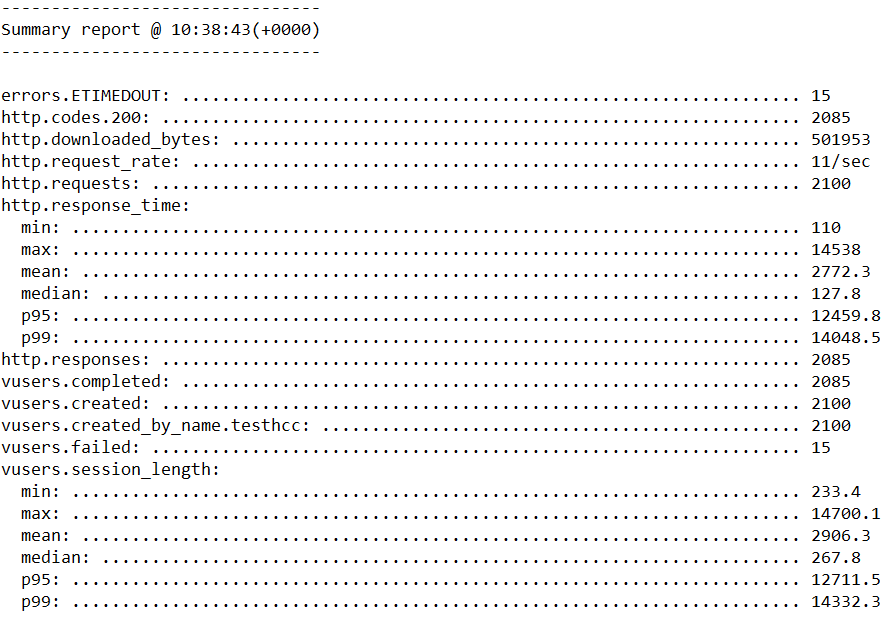 --------------------------------
Summary report @ 10:38:43(+0000)
--------------------------------
errors.ETIMEDOUT: .............................................................. 15
http.codes.200: ................................................................ 2085
http.downloaded_bytes: ......................................................... 501953
http.request_rate: ............................................................. 11/sec
http.requests: ................................................................. 2100
http.response_time:
  min: ......................................................................... 110
  max: ......................................................................... 14538
  mean: ........................................................................ 2772.3
  median: ...................................................................... 127.8
  p95: ......................................................................... 12459.8
  p99: ......................................................................... 14048.5
http.responses: ................................................................ 2085
vusers.completed: .............................................................. 2085
vusers.created: ................................................................ 2100
vusers.created_by_name.testhcc: ................................................ 2100
vusers.failed: ................................................................. 15
vusers.session_length:
  min: ......................................................................... 233.4
  max: ......................................................................... 14700.1
  mean: ........................................................................ 2906.3
  median: ...................................................................... 267.8
  p95: ......................................................................... 12711.5
  p99: ......................................................................... 14332.3